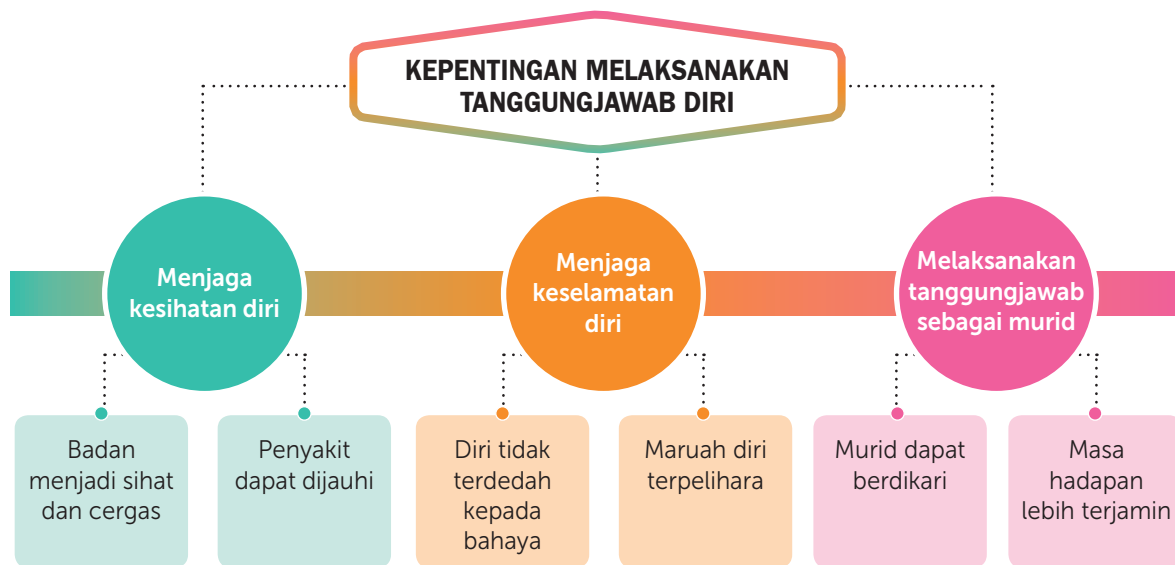 KEPENTINGAN MELAKSANAKAN
TANGGUNGJAWAB DIRI
Menjaga
kesihatan diri
Menjaga
keselamatan
diri
Melaksanakan
tanggungjawab
sebagai murid
Badan
menjadi sihat
dan cergas
Penyakit
dapat dijauhi
Diri tidak
terdedah
kepada
bahaya
Maruah diri
terpelihara
Murid dapat
berdikari
Masa
hadapan
lebih terjamin